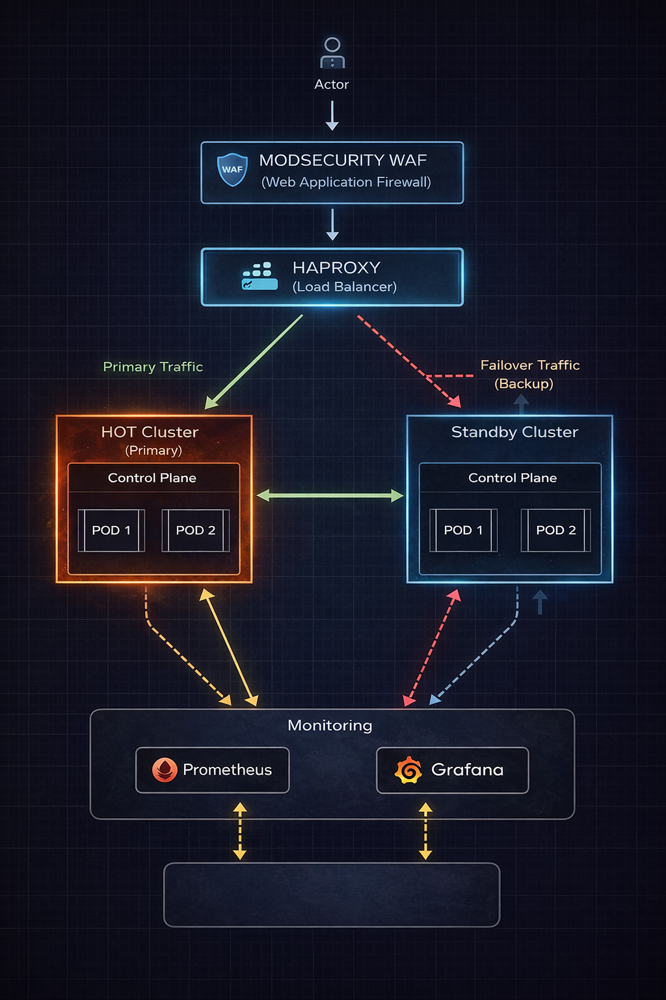 Actor
WAF
MODSECURITY WAF
(Web Application Firewall)
HAPROXY
(Load Balancer)
Primary Traffic
Failover Traffic
(Backup)
HOT Cluster
(Primary)
Control Plane
POD 1
POD 2
Standby Cluster
Control Plane
POD 1
POD 2
Monitoring
Prometheus
Grafana